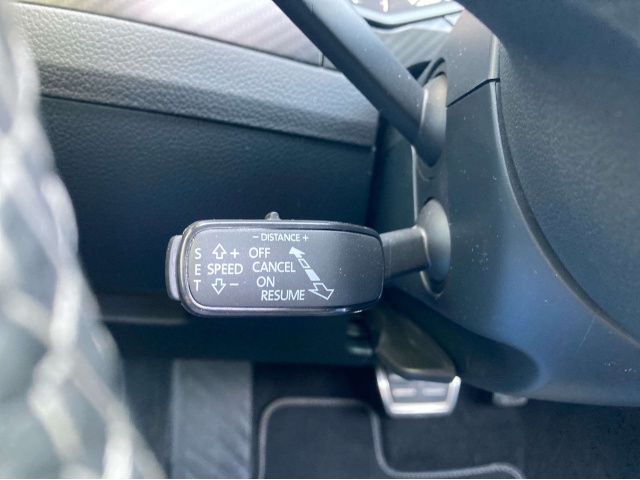 − DISTANCE +
S + OFF
E SPEED CANCEL
T − ON
RESUME